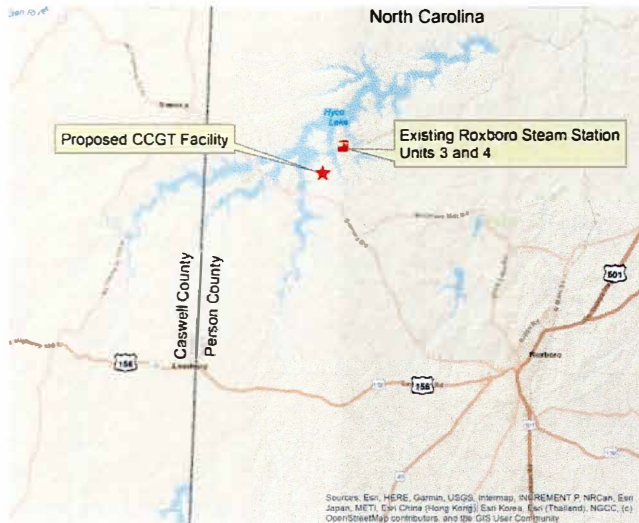 North Carolina
Hyco
Lake
Proposed CCGT Facility
Existing Roxboro Steam Station
Units 3 and 4
Caswell County
Person County
501
158
158
Roxboro
Sources: Esri, HERE, Garmin, USGS, Intermap, INCREMENT P, NRCan, Esri
Japan, METI, Esri China (Hong Kong), Esri Korea, Esri (Thailand), NGCC, (c)
OpenStreetMap contributors, and the GIS User Community